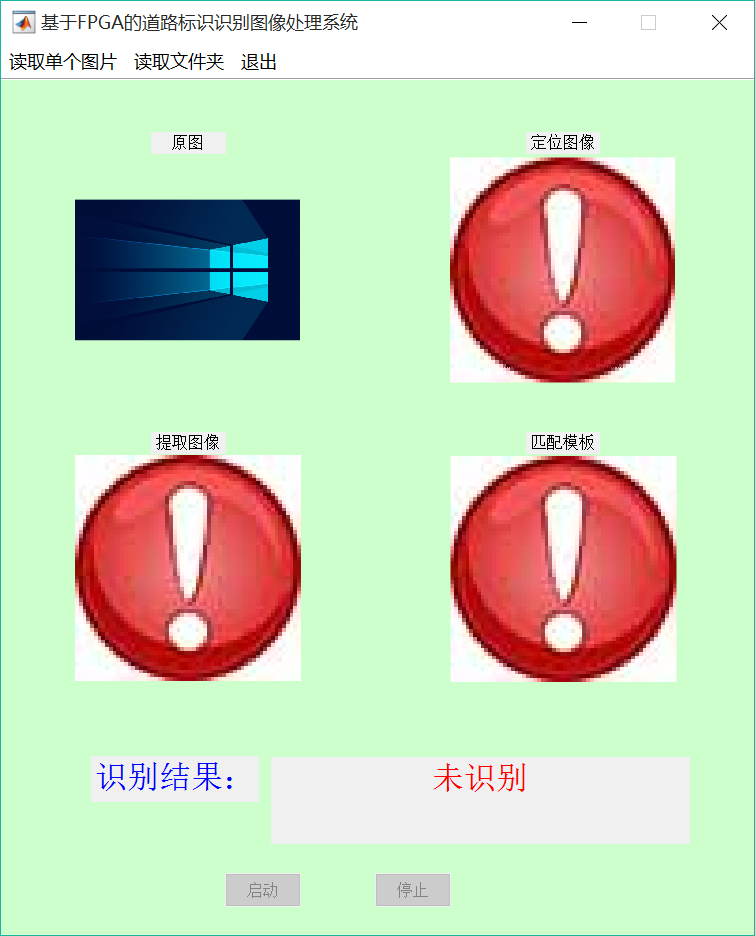 基于FPGA的道路标识识别图像处理系统
读取单个图片 读取文件夹 退出
原图 定位图像
提取图像 匹配模板
识别结果： 未识别
启动 停止